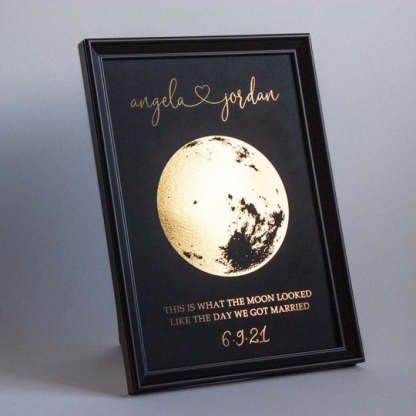 angela ♡ jordan
THIS IS WHAT THE MOON LOOKED
LIKE THE DAY WE GOT MARRIED
6.9.21